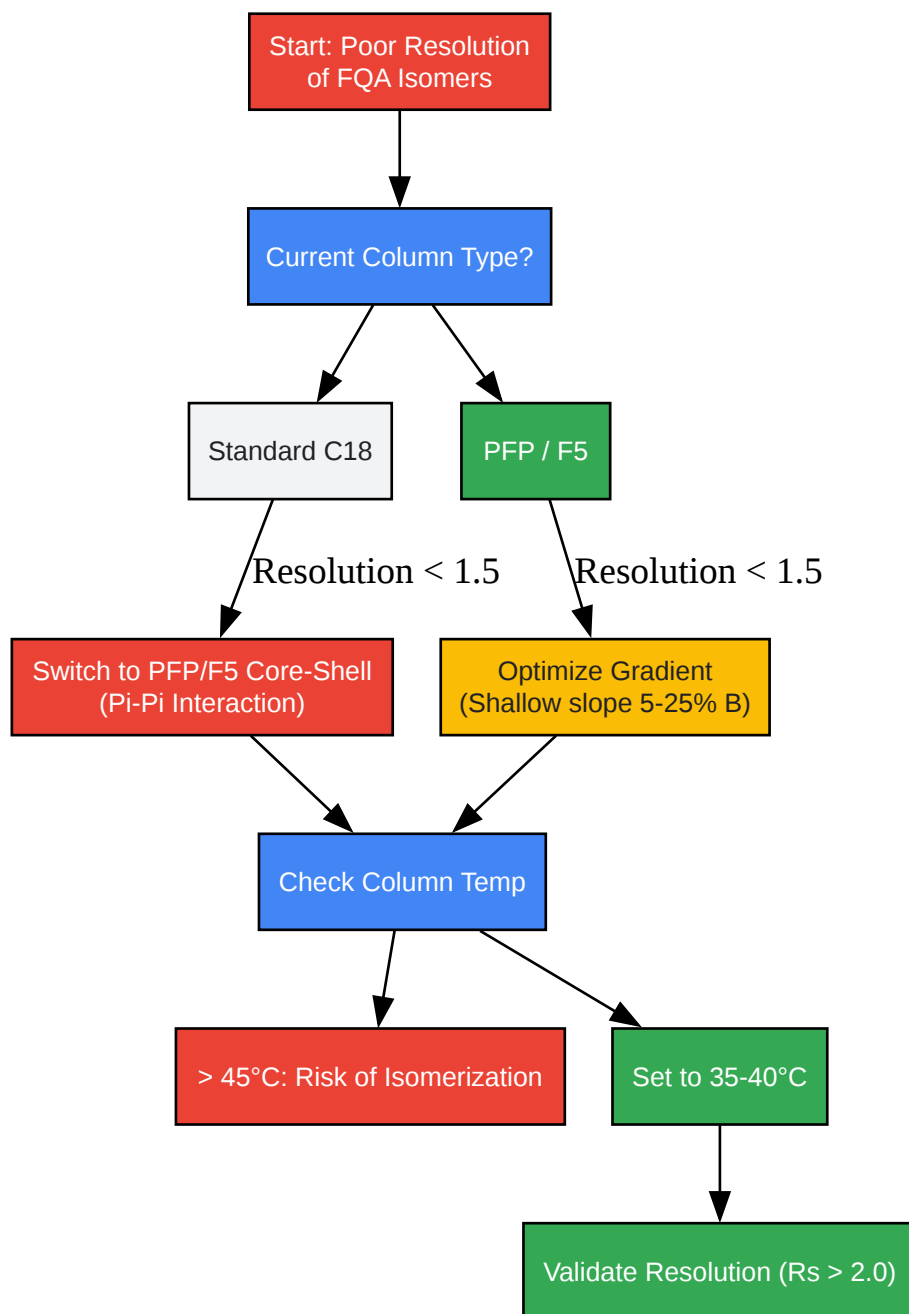 Start: Poor Resolution
of FQA Isomers
Current Column Type?
Standard C18
PFP / F5
Resolution < 1.5
Resolution < 1.5
Switch to PFP/F5 Core-Shell
(Pi-Pi Interaction)
Optimize Gradient
(Shallow slope 5-25% B)
Check Column Temp
> 45°C: Risk of Isomerization
Set to 35-40°C
Validate Resolution (Rs > 2.0)